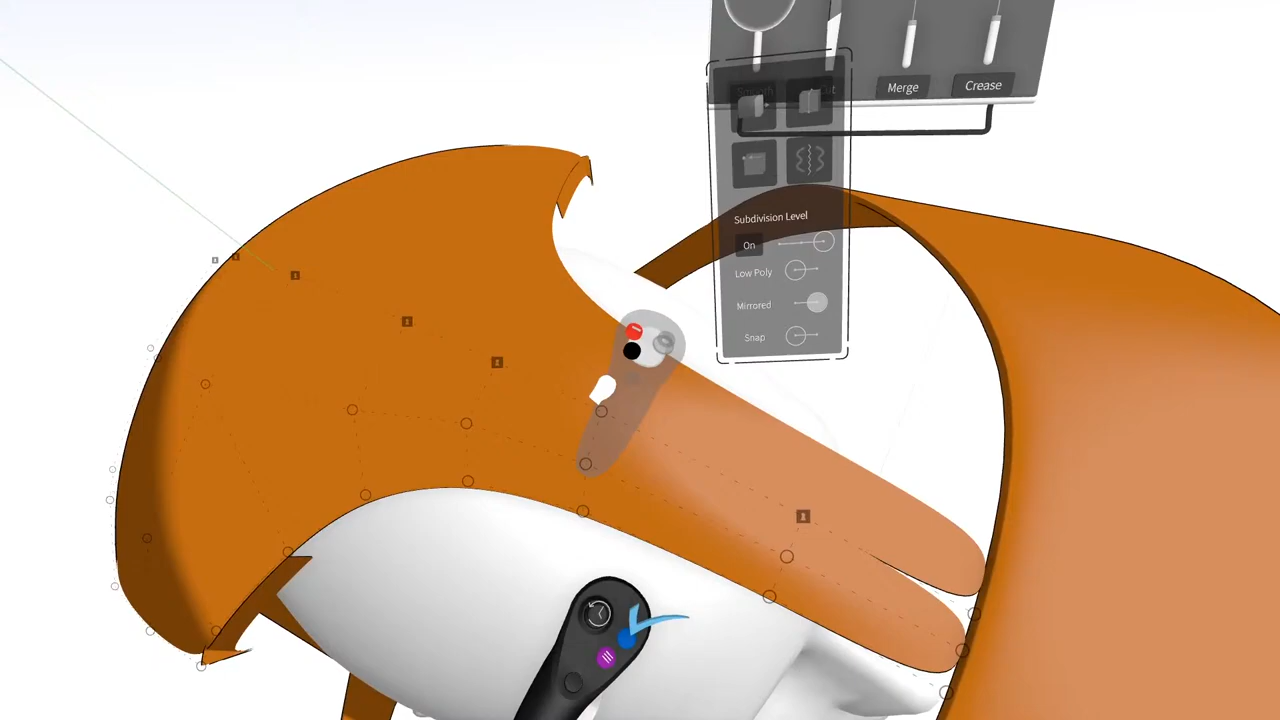 Merge
Crease
Subdivision Level
On
Low Poly
Mirrored
Snap